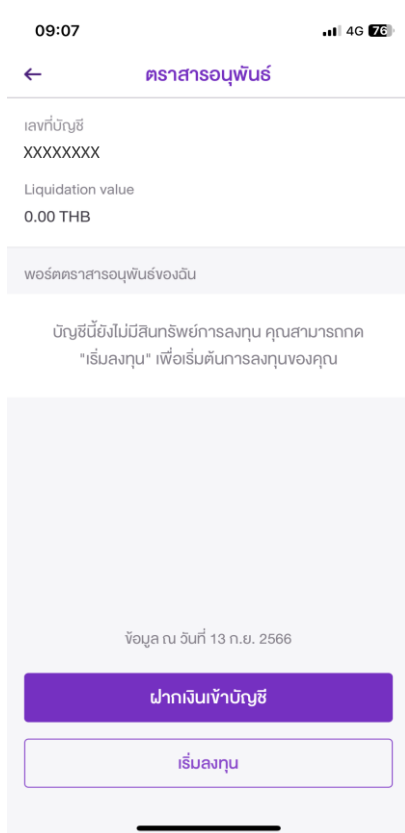 09:07
4G 76
ตราสารอนุพันธ์
เลขที่บัญชี
XXXXXXXX
Liquidation value
0.00 THB
พอร์ตตราสารอนุพันธ์ของฉัน
บัญชีนี้ยังไม่มีสินทรัพย์การลงทุน คุณสามารถกด
"เริ่มลงทุน" เพื่อเริ่มต้นการลงทุนของคุณ
ข้อมูล ณ วันที่ 13 ก.ย. 2566
ฝากเงินเข้าบัญชี
เริ่มลงทุน